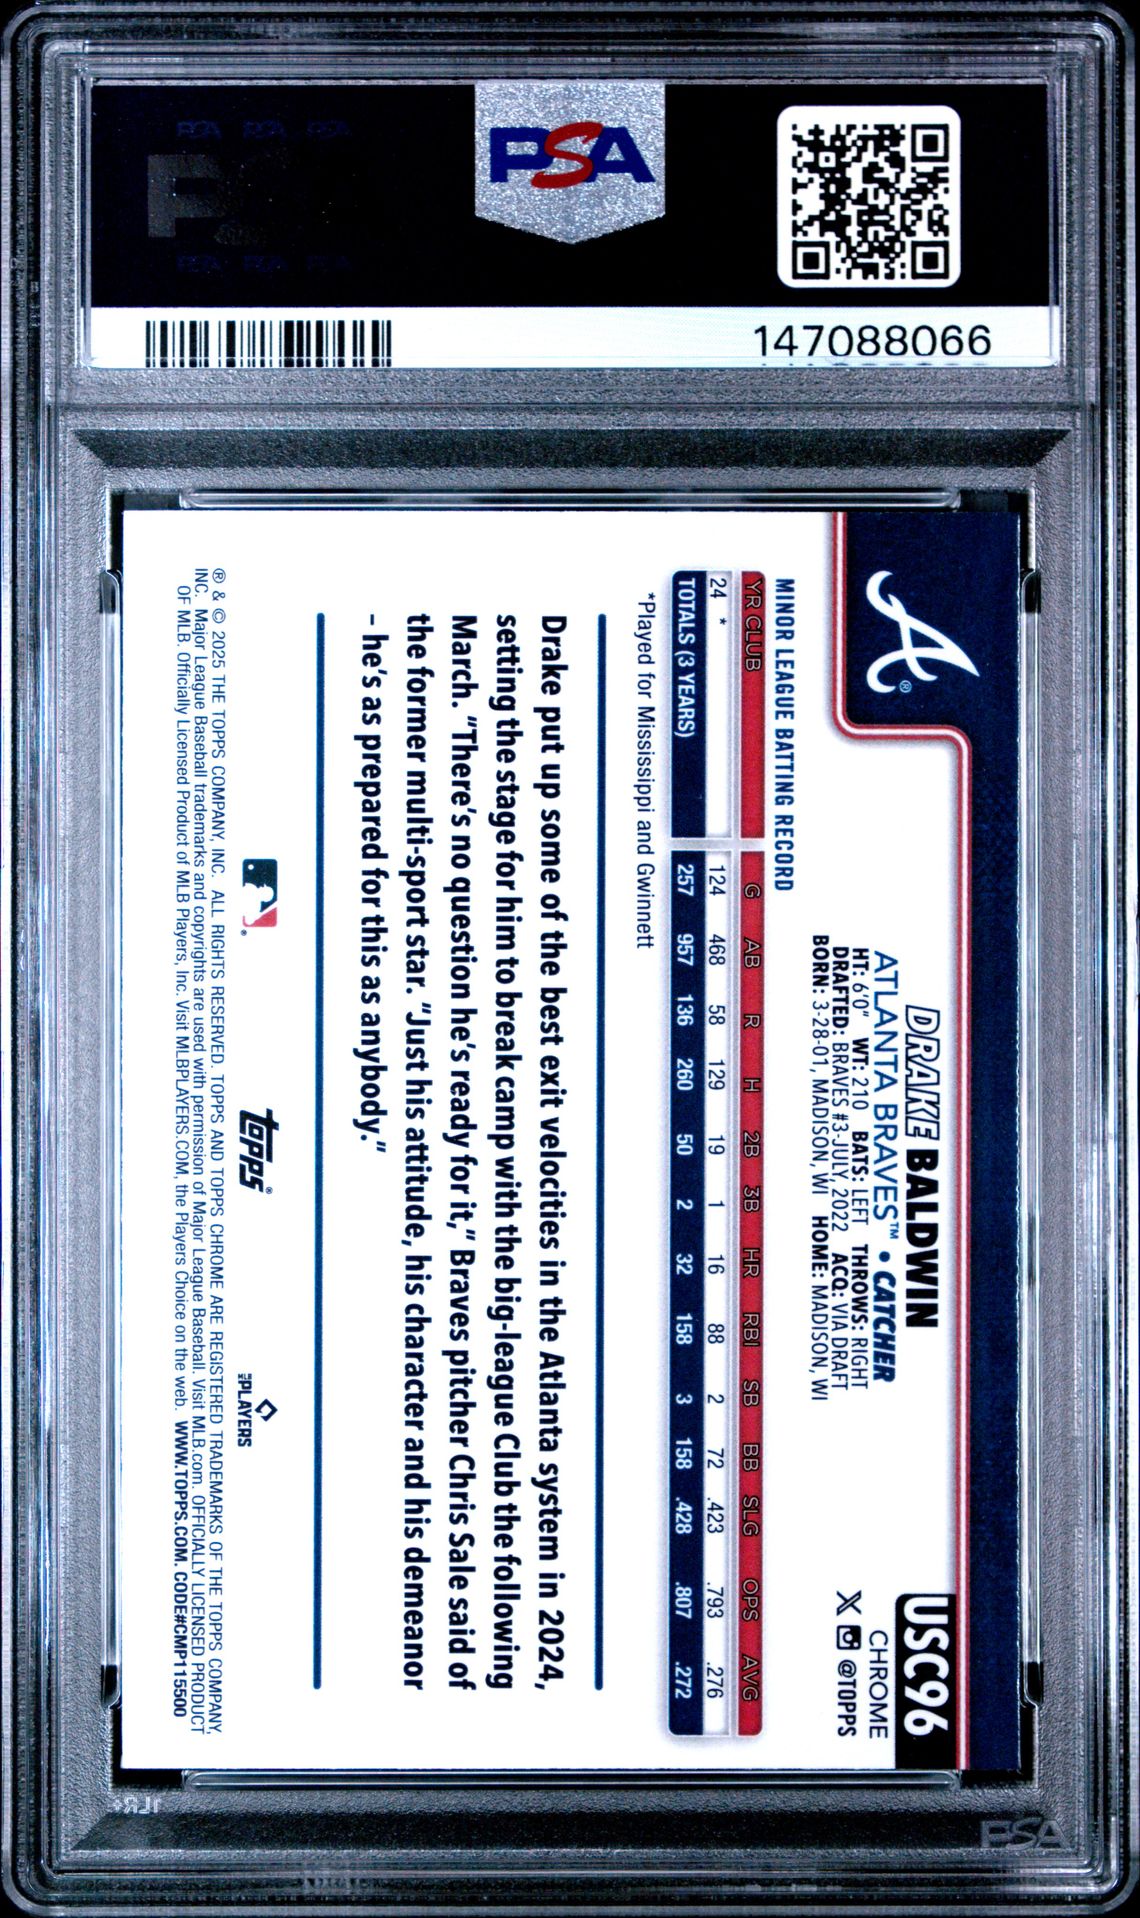 PSA
147088066
USC96
CHROME
@TOPPS
DRAKE BALDWIN
ATLANTA BRAVES™ • CATCHER
HT: 6'0" WT: 210 BATS: LEFT THROWS: RIGHT
DRAFTED: BRAVES #3-JULY, 2022 ACQ: VIA DRAFT
BORN: 3-28-01, MADISON, WI HOME: MADISON, WI
A®
MINOR LEAGUE BATTING RECORD
YR CLUB G AB R H 2B 3B HR RBI SB BB SLG OPS AVG
24 * 124 468 58 129 19 1 16 88 2 72 .423 .793 .276
TOTALS (3 YEARS) 257 957 136 260 50 2 32 158 3 158 .428 .807 .272
*Played for Mississippi and Gwinnett
Drake put up some of the best exit velocities in the Atlanta system in 2024,
setting the stage for him to break camp with the big-league Club the following
March. "There's no question he's ready for it," Braves pitcher Chris Sale said of
the former multi-sport star. "Just his attitude, his character and his demeanor
– he's as prepared for this as anybody."
topps®
PLAYERS
® & © 2025 THE TOPPS COMPANY, INC. ALL RIGHTS RESERVED. TOPPS AND TOPPS CHROME ARE REGISTERED TRADEMARKS OF THE TOPPS COMPANY,
INC. Major League Baseball trademarks and copyrights are used with permission of Major League Baseball. Visit MLB.com. OFFICIALLY LICENSED PRODUCT
OF MLB. Officially Licensed Product of MLB Players, Inc. Visit MLBPLAYERS.COM, the Players Choice on the web. WWW.TOPPS.COM. CODE#CMP115500
PSA